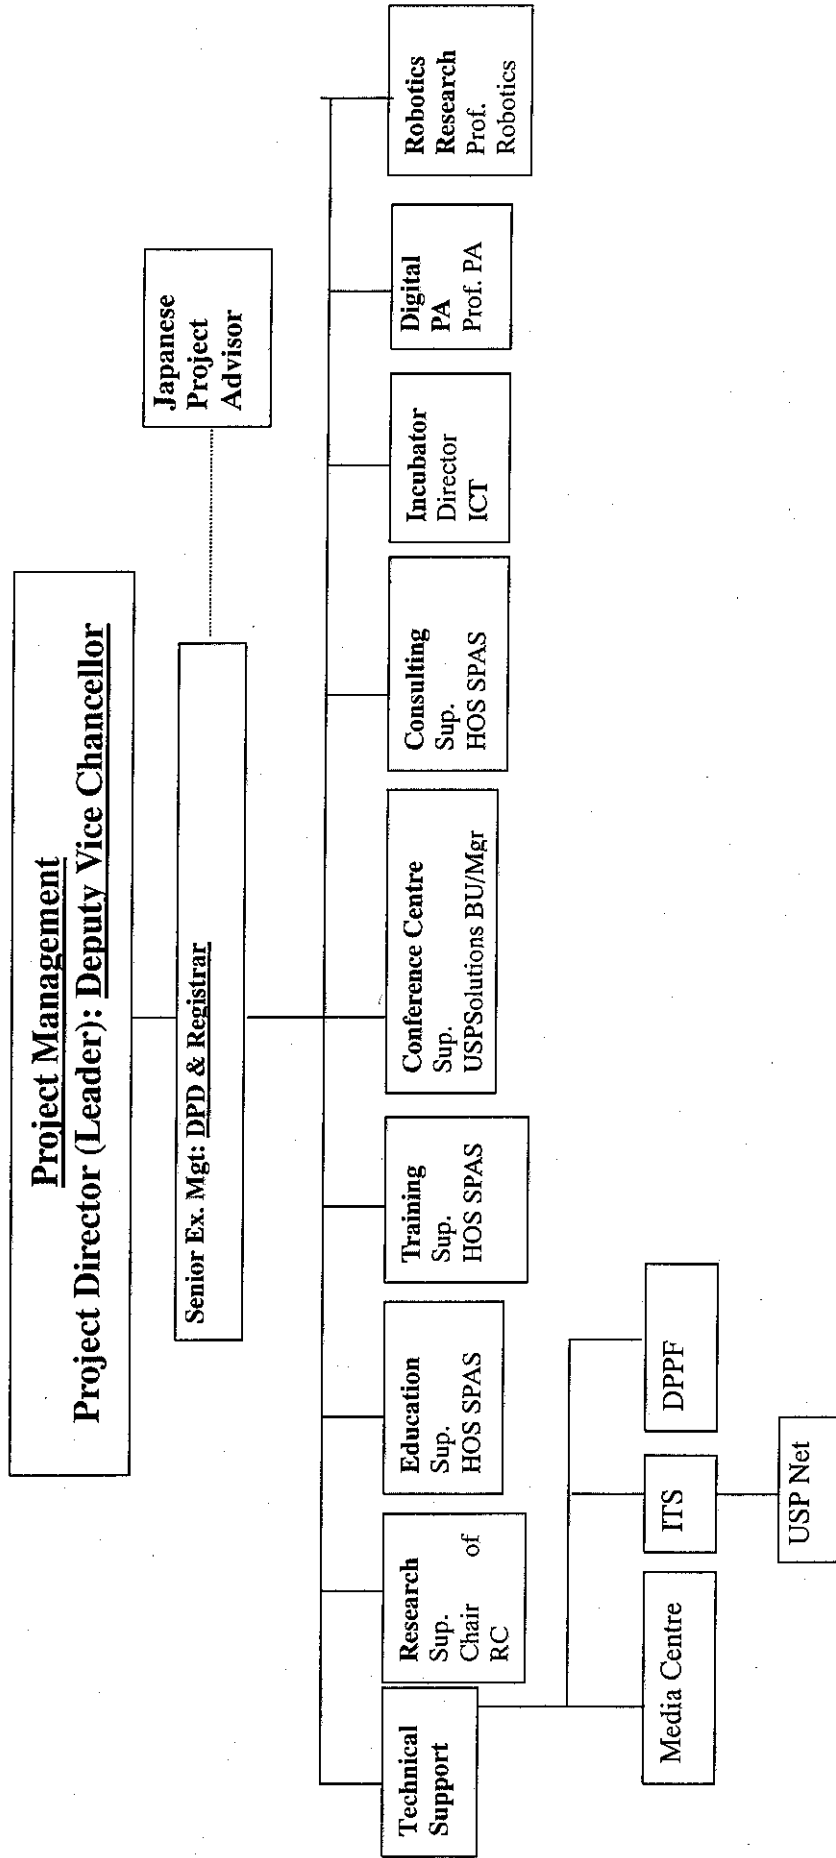 Project Management
Project Director (Leader): Deputy Vice Chancellor
Senior Ex. Mgt: DPD & Registrar
Japanese
Project
Advisor
Technical
Support
Research
Sup.
Chair of
RC
Education
Sup.
HOS SPAS
Training
Sup.
HOS SPAS
Conference Centre
Sup.
USPSolutions BU/Mgr
Consulting
Sup.
HOS SPAS
Incubator
Director
ICT
Digital
PA
Prof. PA
Robotics
Research
Prof.
Robotics
Media Centre
ITS
DPPF
USP Net